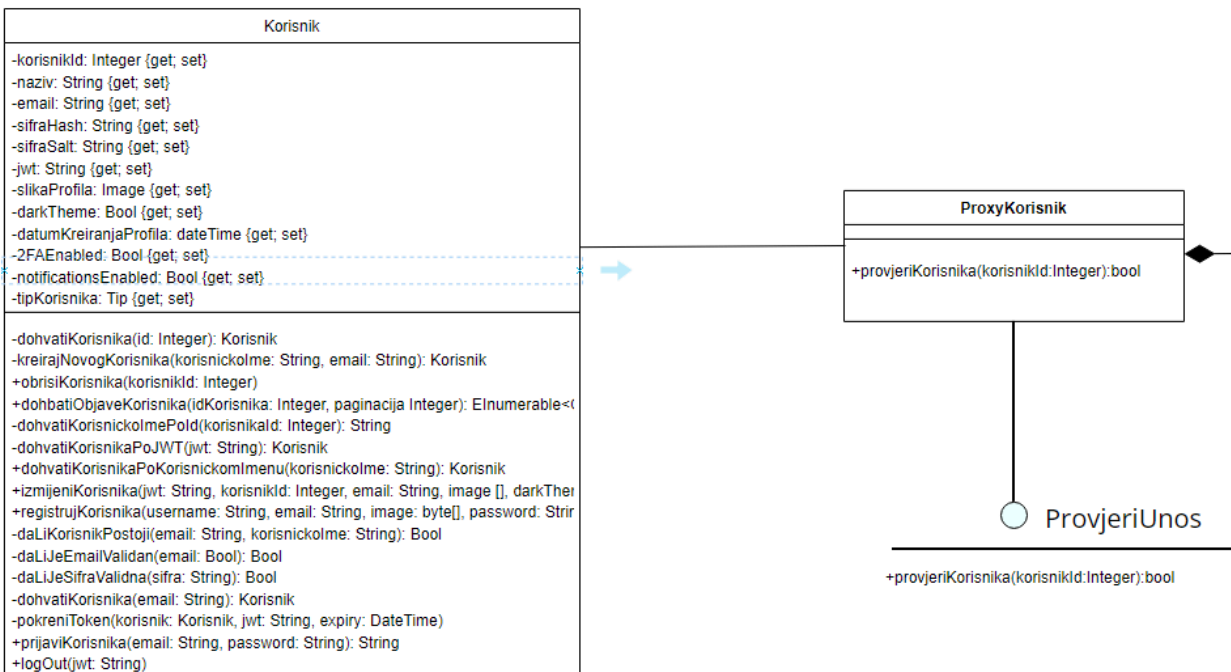 Korisnik
-korisnikId: Integer {get; set}
-naziv: String {get; set}
-email: String {get; set}
-sifraHash: String {get; set}
-sifraSalt: String {get; set}
-jwt: String {get; set}
-slikaProfila: Image {get; set}
-darkTheme: Bool {get; set}
-datumKreiranjaProfila: dateTime {get; set}
-2FAEnabled: Bool {get; set}
-notificationsEnabled: Bool {get; set}
-tipKorisnika: Tip {get; set}
-dohvatiKorisnika(id: Integer): Korisnik
-kreirajNovogKorisnika(korisnickoIme: String, email: String): Korisnik
+obrisiKorisnika(korisnikId: Integer)
+dohbatiObjaveKorisnika(idKorisnika: Integer, paginacija Integer): EInumerable<
-dohvatiKorisnickoImePoId(korisnikaId: Integer): String
-dohvatiKorisnikaPoJWT(jwt: String): Korisnik
+dohvatiKorisnikaPoKorisnickomImenu(korisnickoIme: String): Korisnik
+izmijeniKorisnika(jwt: String, korisnikId: Integer, email: String, image [], darkTher
+registrujKorisnika(username: String, email: String, image: byte[], password: Strir
-daLiKorisnikPostoji(email: String, korisnickoIme: String): Bool
-daLiJeEmailValidan(email: Bool): Bool
-daLiJeSifraValidna(sifra: String): Bool
-dohvatiKorisnika(email: String): Korisnik
-pokreniToken(korisnik: Korisnik, jwt: String, expiry: DateTime)
+prijaviKorisnika(email: String, password: String): String
+logOut(jwt: String)
ProxyKorisnik
+provjeriKorisnika(korisnikId:Integer):bool
ProvjeriUnos
+provjeriKorisnika(korisnikId:Integer):bool